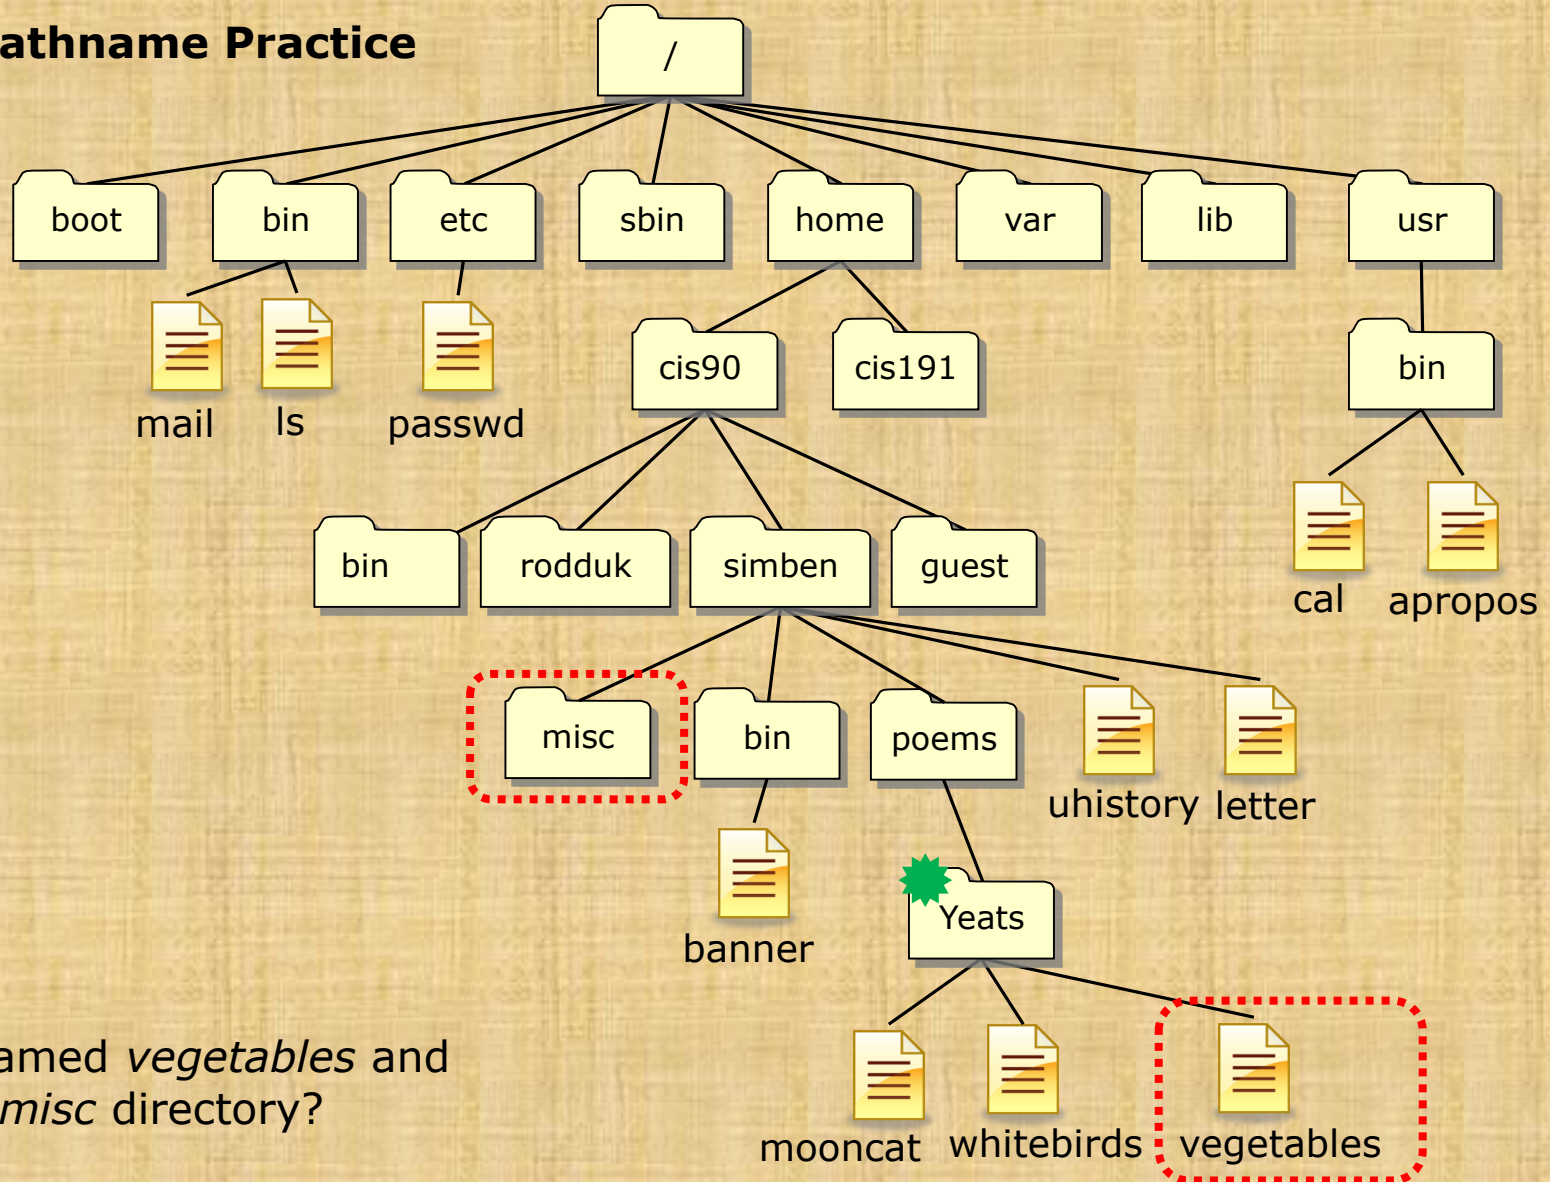 athname Practice
/
boot bin etc sbin home var lib usr
cis90 cis191 bin
mail ls passwd
bin rodduk simben guest
cal apropos
misc bin poems
uhistory letter
Yeats
banner
amed vegetables and
misc directory?
mooncat whitebirds vegetables